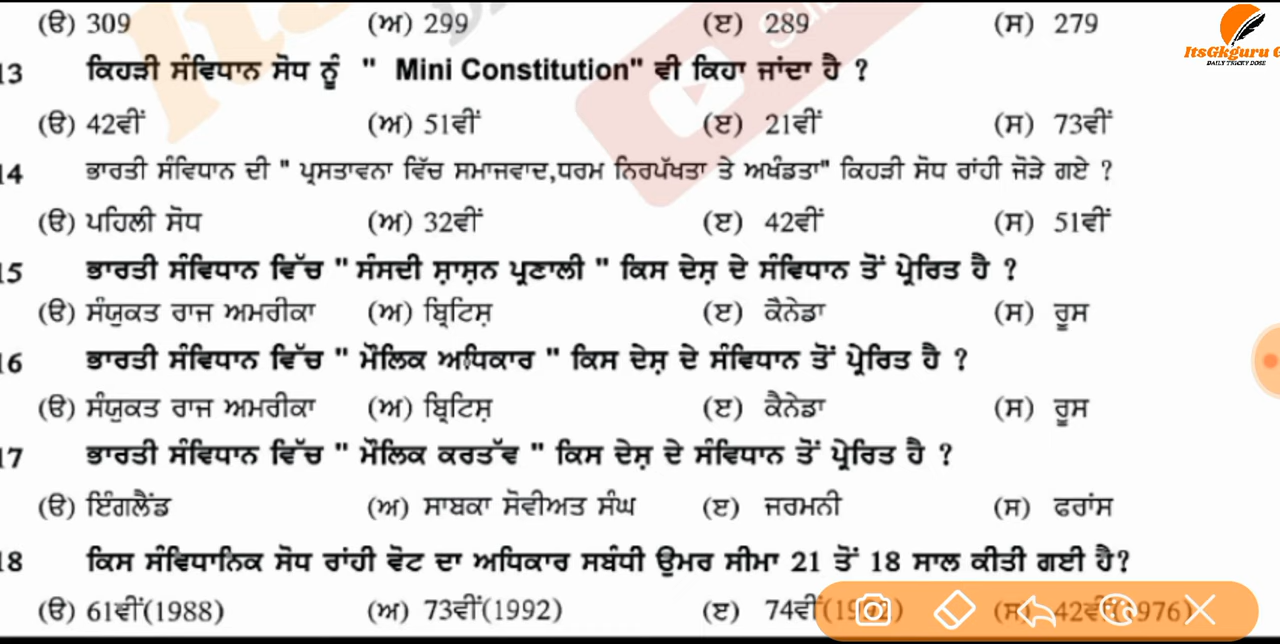 (ੳ) 309 (ਅ) 299 (ੲ) 289 (ਸ) 279
ItsGkguru G
DAILY TRICKY DOSE
13 ਕਿਹੜੀ ਸੰਵਿਧਾਨ ਸੋਧ ਨੂੰ " Mini Constitution" ਵੀ ਕਿਹਾ ਜਾਂਦਾ ਹੈ ?
(ੳ) 42ਵੀਂ (ਅ) 51ਵੀਂ (ੲ) 21ਵੀਂ (ਸ) 73ਵੀਂ
14 ਭਾਰਤੀ ਸੰਵਿਧਾਨ ਦੀ " ਪ੍ਰਸਤਾਵਨਾ ਵਿੱਚ ਸਮਾਜਵਾਦ,ਧਰਮ ਨਿਰਪੱਖਤਾ ਤੇ ਅਖੰਡਤਾ" ਕਿਹੜੀ ਸੋਧ ਰਾਂਹੀ ਜੋੜੇ ਗਏ ?
(ੳ) ਪਹਿਲੀ ਸੋਧ (ਅ) 32ਵੀਂ (ੲ) 42ਵੀਂ (ਸ) 51ਵੀਂ
15 ਭਾਰਤੀ ਸੰਵਿਧਾਨ ਵਿੱਚ " ਸੰਸਦੀ ਸ਼ਾਸ਼ਨ ਪ੍ਰਣਾਲੀ " ਕਿਸ ਦੇਸ਼ ਦੇ ਸੰਵਿਧਾਨ ਤੋਂ ਪ੍ਰੇਰਿਤ ਹੈ ?
(ੳ) ਸੰਯੁਕਤ ਰਾਜ ਅਮਰੀਕਾ (ਅ) ਬ੍ਰਿਟਿਸ਼ (ੲ) ਕੈਨੇਡਾ (ਸ) ਰੂਸ
16 ਭਾਰਤੀ ਸੰਵਿਧਾਨ ਵਿੱਚ " ਮੌਲਿਕ ਅਧਿਕਾਰ " ਕਿਸ ਦੇਸ਼ ਦੇ ਸੰਵਿਧਾਨ ਤੋਂ ਪ੍ਰੇਰਿਤ ਹੈ ?
(ੳ) ਸੰਯੁਕਤ ਰਾਜ ਅਮਰੀਕਾ (ਅ) ਬ੍ਰਿਟਿਸ਼ (ੲ) ਕੈਨੇਡਾ (ਸ) ਰੂਸ
17 ਭਾਰਤੀ ਸੰਵਿਧਾਨ ਵਿੱਚ " ਮੌਲਿਕ ਕਰਤੱਵ " ਕਿਸ ਦੇਸ਼ ਦੇ ਸੰਵਿਧਾਨ ਤੋਂ ਪ੍ਰੇਰਿਤ ਹੈ ?
(ੳ) ਇੰਗਲੈਂਡ (ਅ) ਸਾਬਕਾ ਸੋਵੀਅਤ ਸੰਘ (ੲ) ਜਰਮਨੀ (ਸ) ਫਰਾਂਸ
18 ਕਿਸ ਸੰਵਿਧਾਨਿਕ ਸੋਧ ਰਾਂਹੀ ਵੋਟ ਦਾ ਅਧਿਕਾਰ ਸਬੰਧੀ ਉਮਰ ਸੀਮਾ 21 ਤੋਂ 18 ਸਾਲ ਕੀਤੀ ਗਈ ਹੈ?
(ੳ) 61ਵੀਂ(1988) (ਅ) 73ਵੀਂ(1992) (ੲ) 74ਵੀਂ (ਸ)